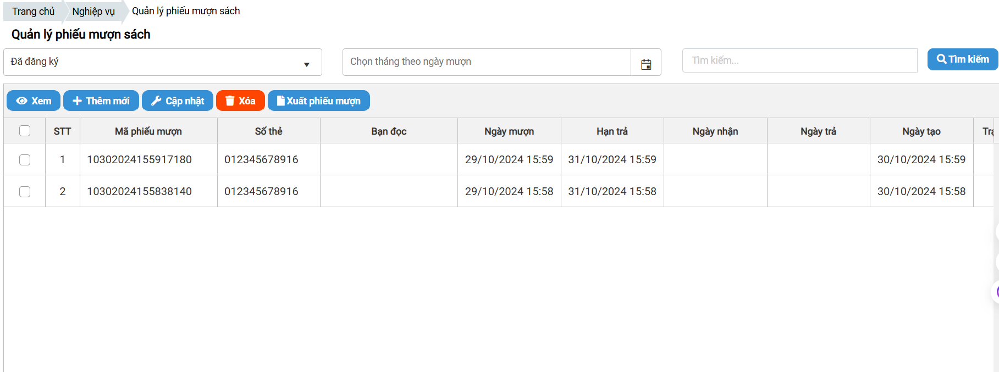 Trang chủ Nghiệp vụ Quản lý phiếu mượn sách
Quản lý phiếu mượn sách
Đã đăng ký Chọn tháng theo ngày mượn Tìm kiếm... Tìm kiếm
Xem Thêm mới Cập nhật Xóa Xuất phiếu mượn
STT Mã phiếu mượn Số thẻ Bạn đọc Ngày mượn Hạn trả Ngày nhận Ngày trả Ngày tạo
1 10302024155917180 012345678916 29/10/2024 15:59 31/10/2024 15:59 30/10/2024 15:59
2 10302024155838140 012345678916 29/10/2024 15:58 31/10/2024 15:58 30/10/2024 15:58